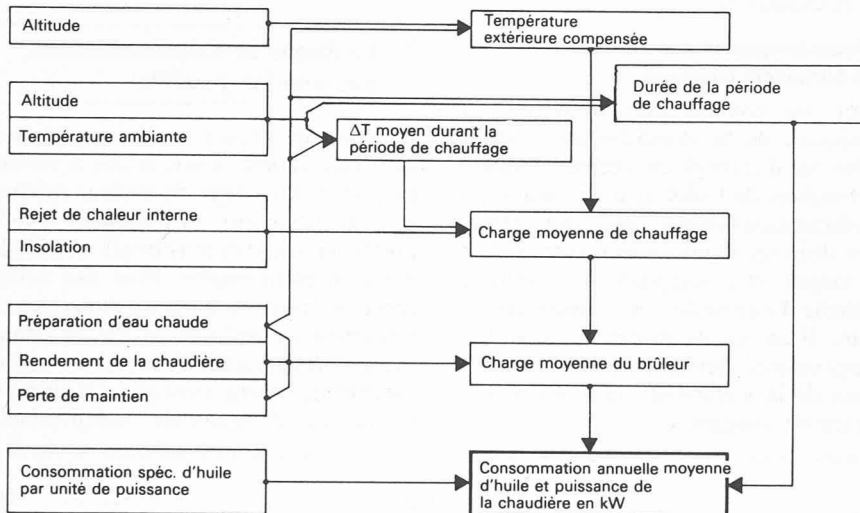 Altitude
Température
extérieure compensée
Durée de la période
de chauffage
Altitude
Température ambiante
ΔT moyen durant la
période de chauffage
Rejet de chaleur interne
Insolation
Charge moyenne de chauffage
Préparation d'eau chaude
Rendement de la chaudière
Perte de maintien
Charge moyenne du brûleur
Consommation spéc. d'huile
par unité de puissance
Consommation annuelle moyenne
d'huile et puissance de
la chaudière en kW